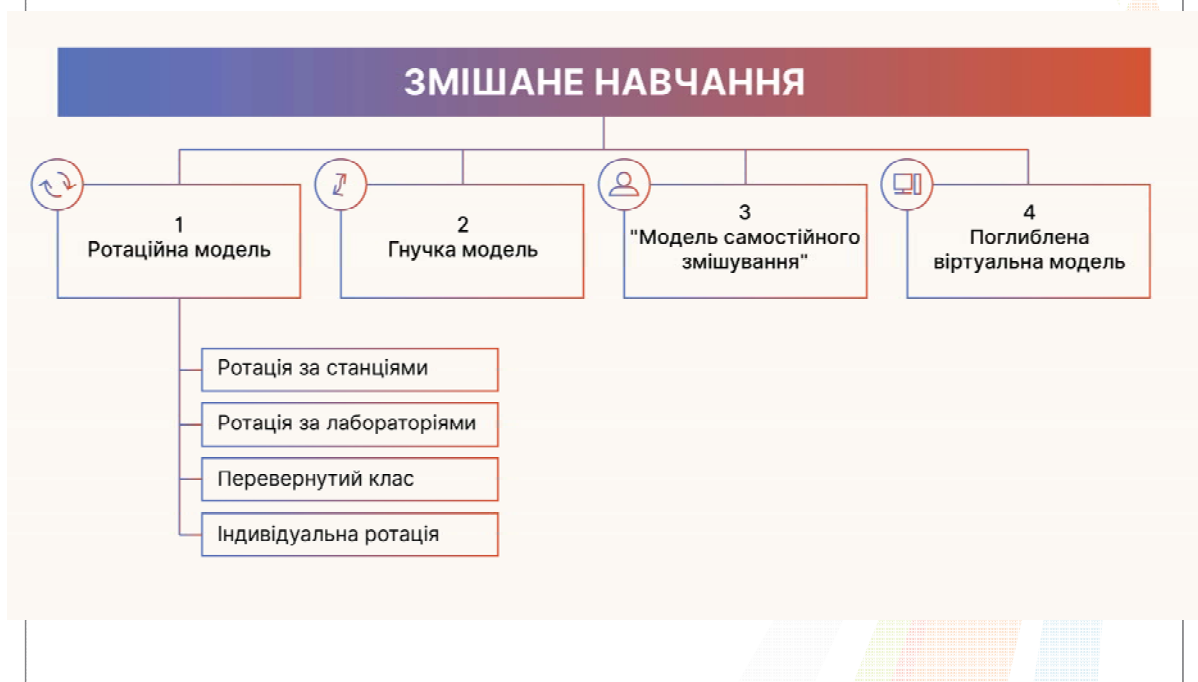 ЗМІШАНЕ НАВЧАННЯ
1
Ротаційна модель
2
Гнучка модель
3
"Модель самостійного
змішування"
4
Поглиблена
віртуальна модель
Ротація за станціями
Ротація за лабораторіями
Перевернутий клас
Індивідуальна ротація